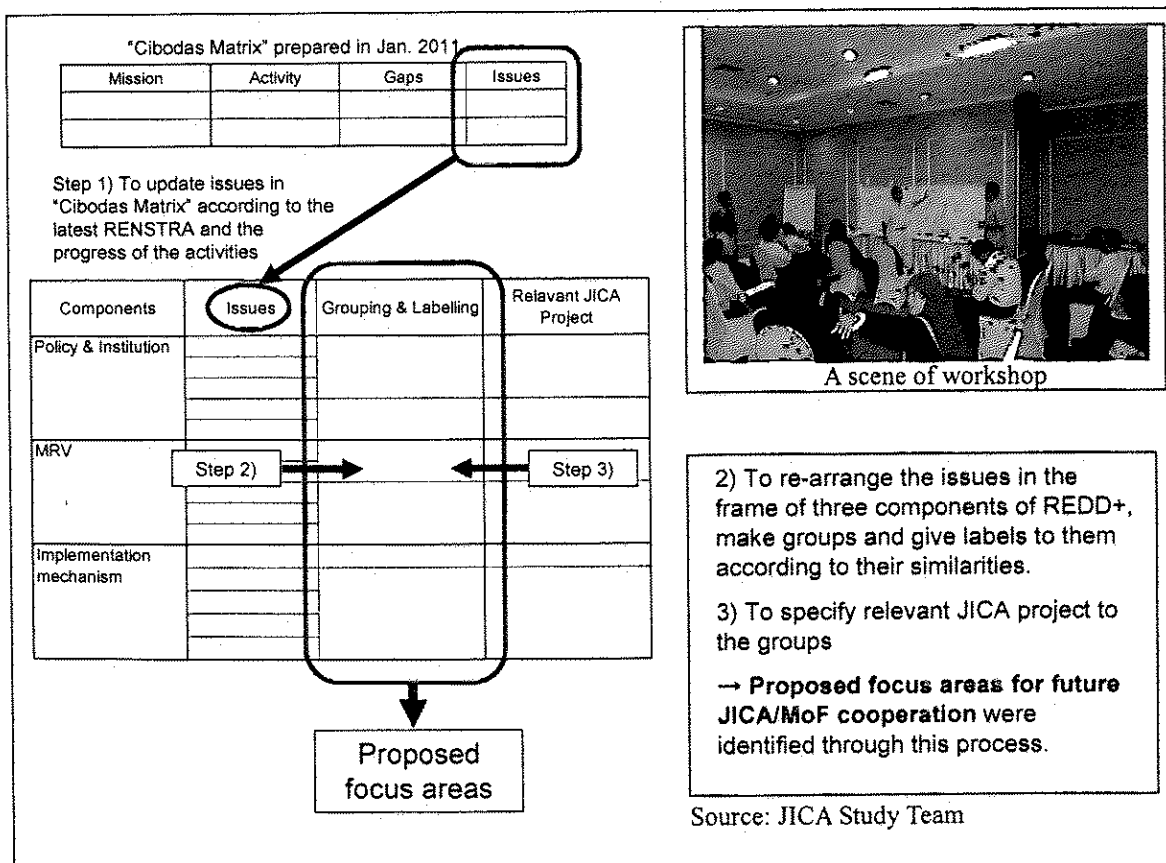 "Cibodas Matrix" prepared in Jan. 2011
Mission Activity Gaps Issues
Step 1) To update issues in
"Cibodas Matrix" according to the
latest RENSTRA and the
progress of the activities
Components Issues Grouping & Labelling Relavant JICA
Project
Policy & Institution
MRV
Step 2) Step 3)
Implementation
mechanism
Proposed
focus areas
A scene of workshop
2) To re-arrange the issues in the
frame of three components of REDD+,
make groups and give labels to them
according to their similarities.
3) To specify relevant JICA project to
the groups
→ Proposed focus areas for future
JICA/MoF cooperation were
identified through this process.
Source: JICA Study Team